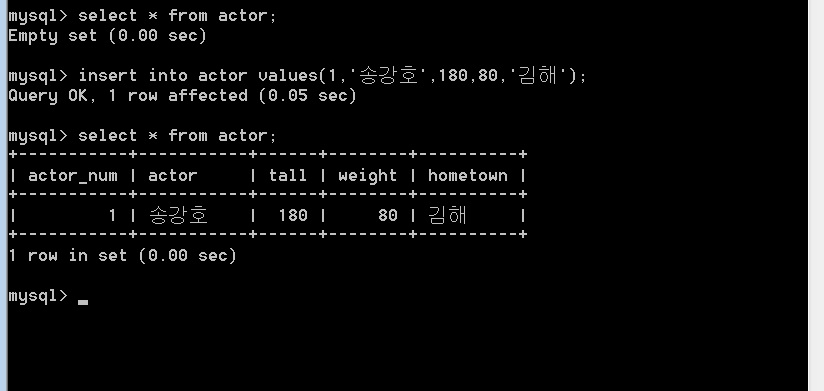 mysql> select * from actor;
Empty set (0.00 sec)
mysql> insert into actor values(1,'송강호',180,80,'김해');
Query OK, 1 row affected (0.05 sec)
mysql> select * from actor;
+-----------+----------+------+--------+----------+
| actor_num | actor    | tall | weight | hometown |
+-----------+----------+------+--------+----------+
|         1 | 송강호   |  180 |     80 | 김해     |
+-----------+----------+------+--------+----------+
1 row in set (0.00 sec)
mysql> _